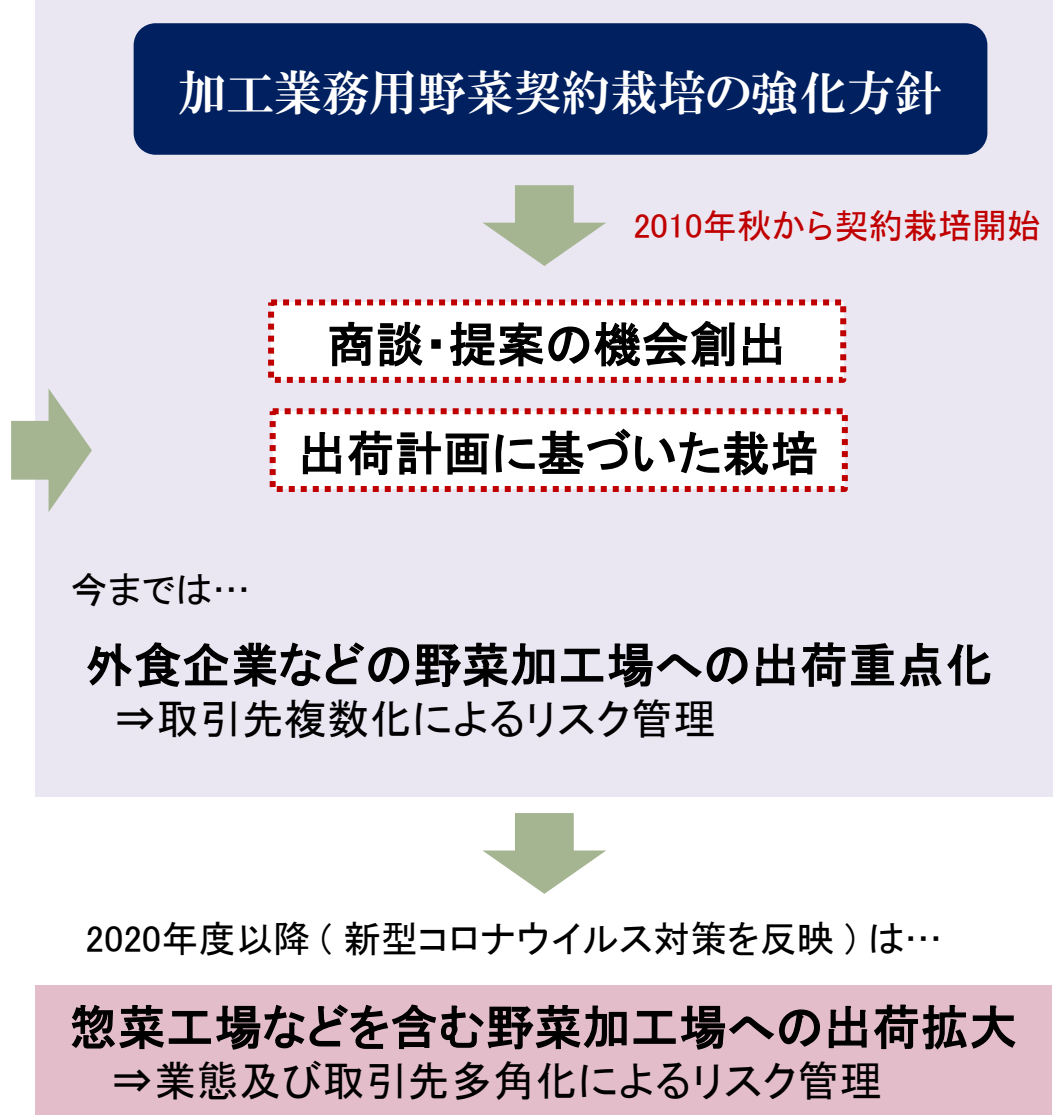 加工業務用野菜契約栽培の強化方針
2010年秋から契約栽培開始
商談・提案の機会創出
出荷計画に基づいた栽培
今までは…
外食企業などの野菜加工場への出荷重点化
⇒取引先複数化によるリスク管理
2020年度以降（新型コロナウイルス対策を反映）は…
惣菜工場などを含む野菜加工場への出荷拡大
⇒業態及び取引先多角化によるリスク管理